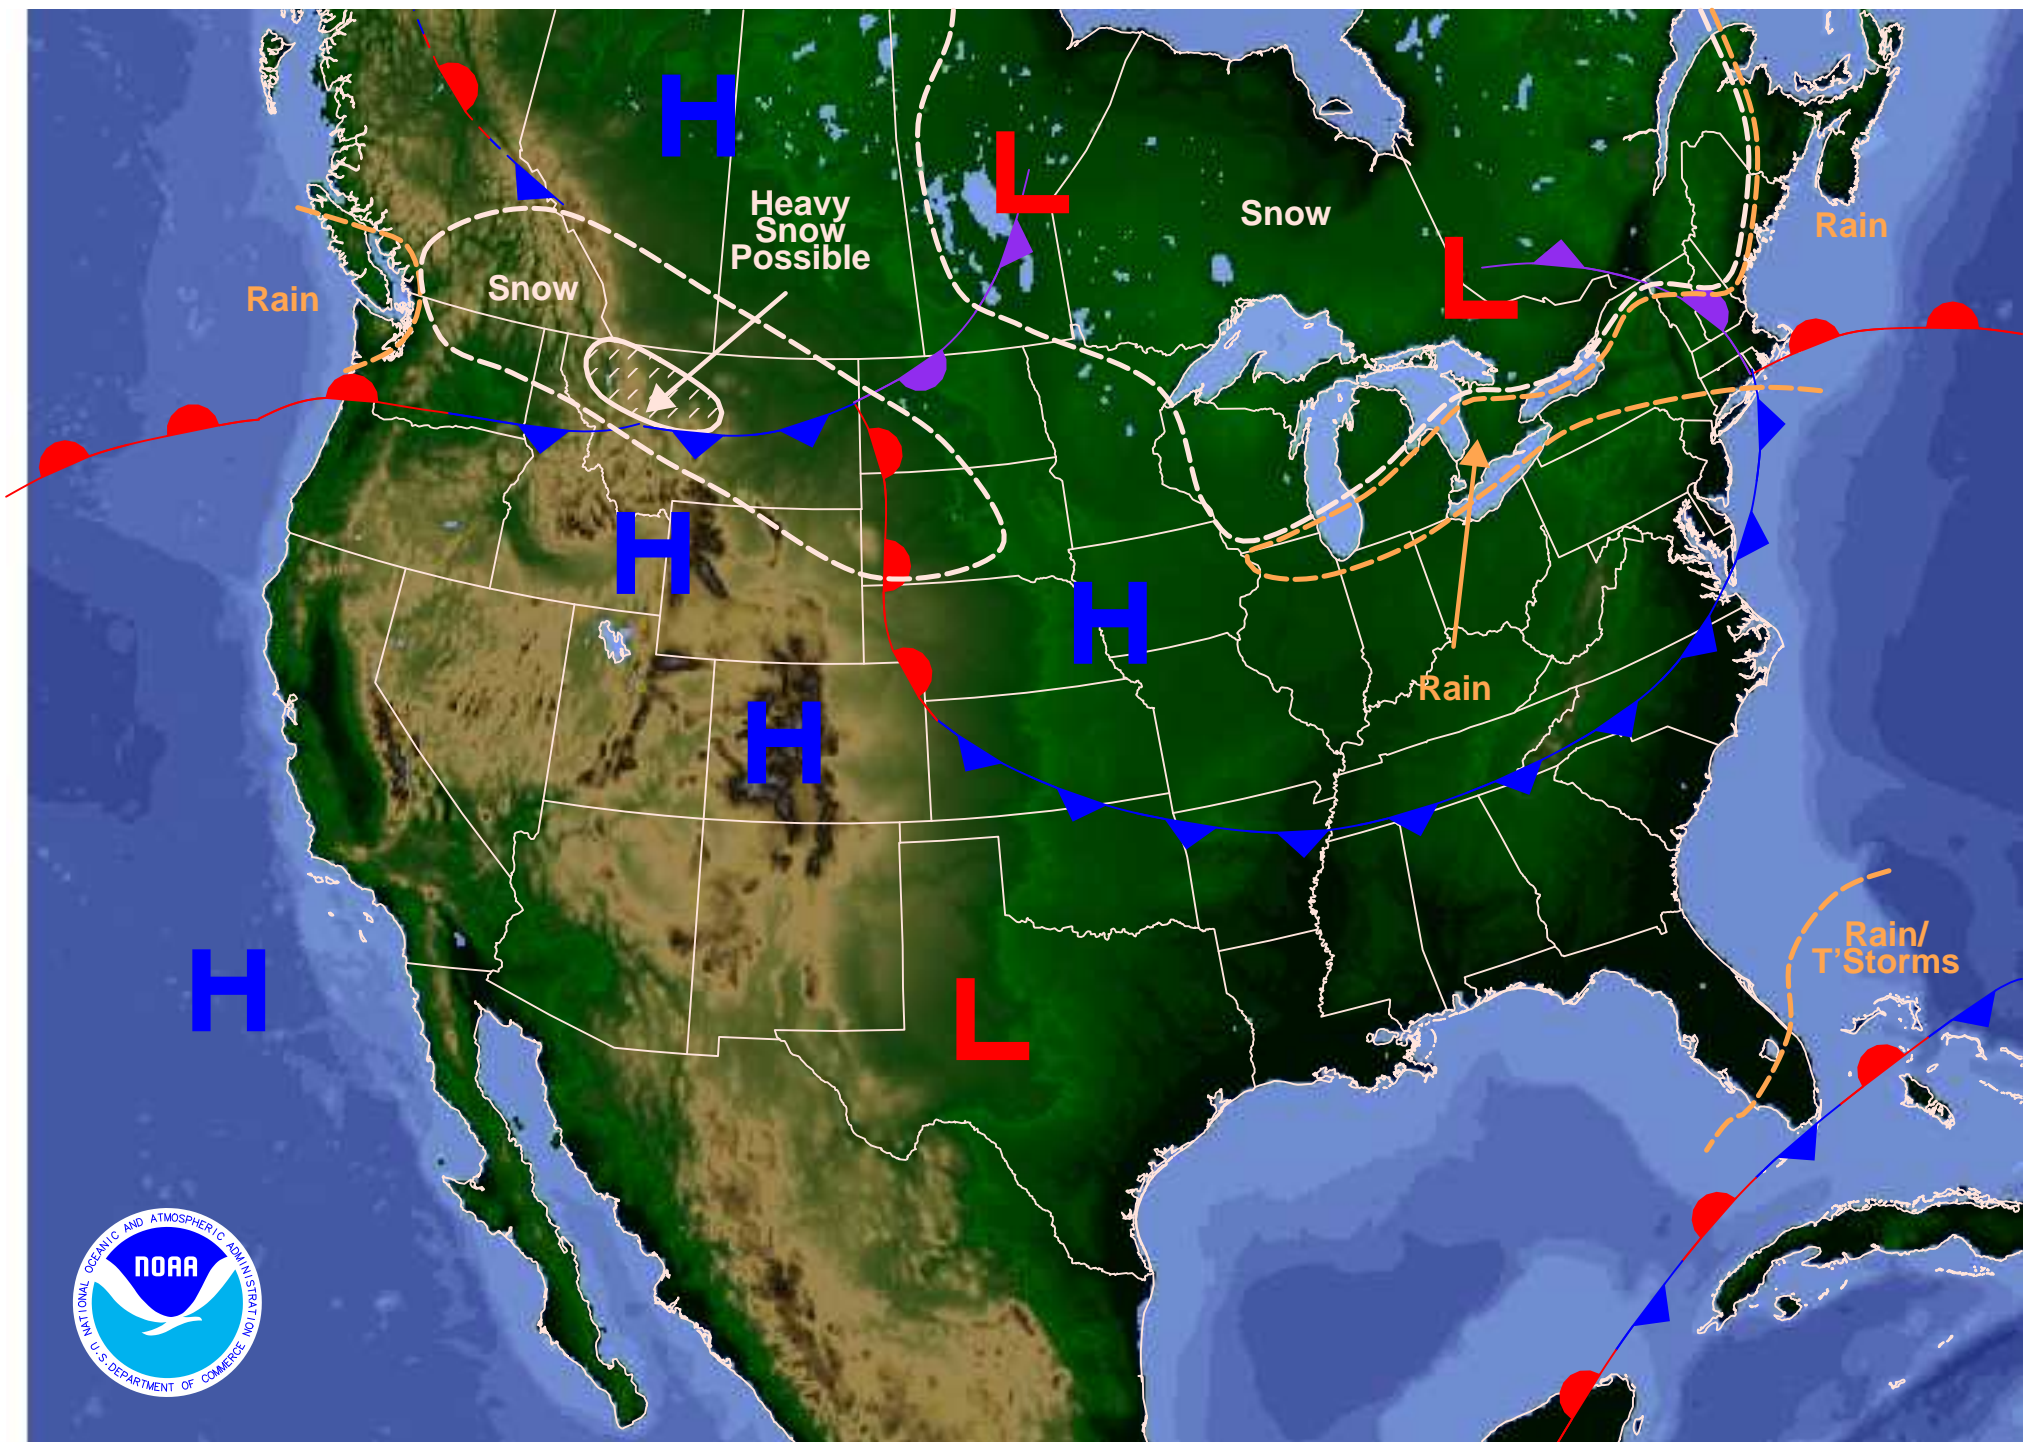 H
L
Heavy
Snow
Possible
Snow
Rain
L
Snow
Rain
H
H
Rain
H
Rain/
T'Storms
H
L
NATIONAL OCEANIC AND ATMOSPHERIC ADMINISTRATION
NOAA
U.S. DEPARTMENT OF COMMERCE